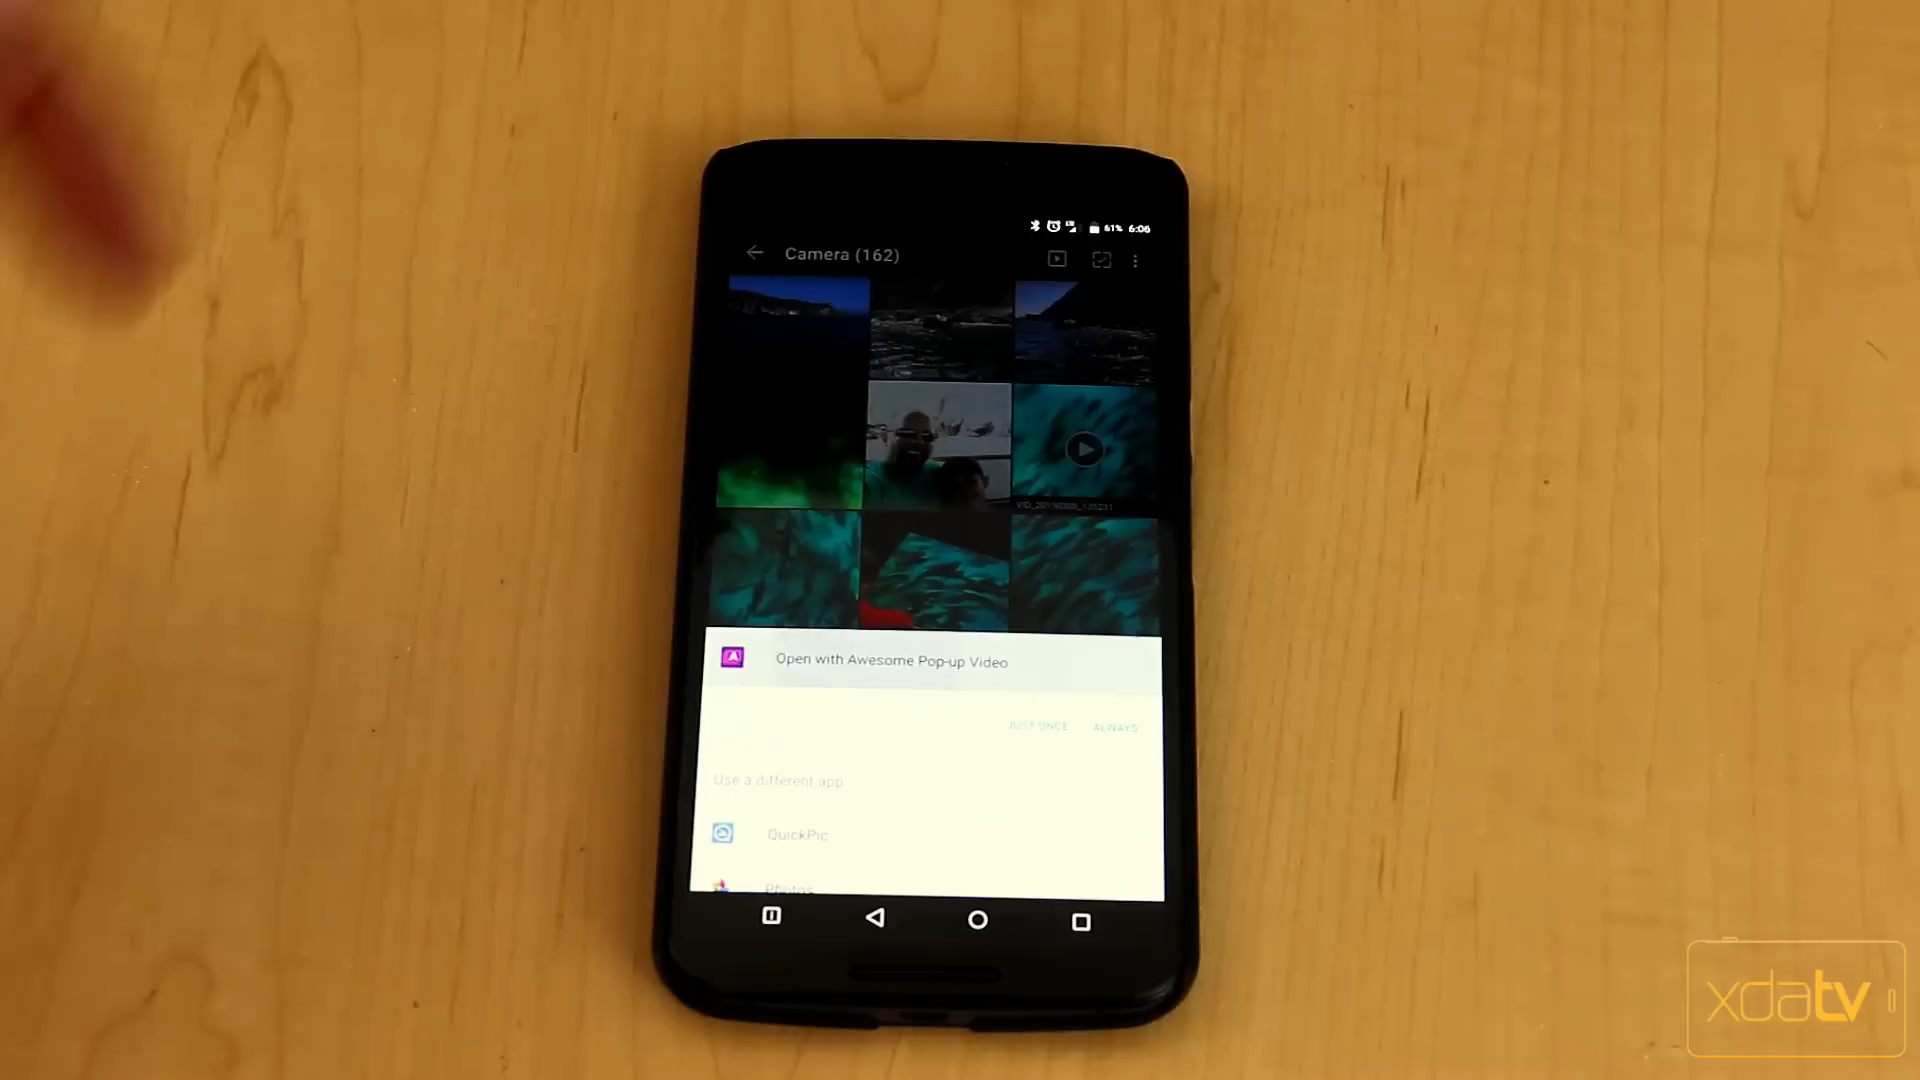 61% 6:06
Camera (162)
Open with Awesome Pop-up Video
JUST ONCE ALWAYS
Use a different app
QuickPic
Photos
xdatv